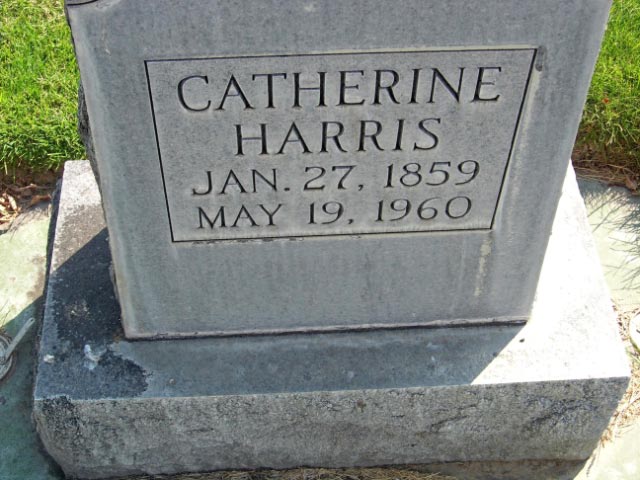 CATHERINE
HARRIS
JAN. 27, 1859
MAY 19, 1960